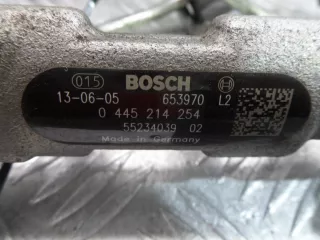 015 BOSCH
13-06-05 653970 L2
0 445 214 254
55234039 02
Made in Germany